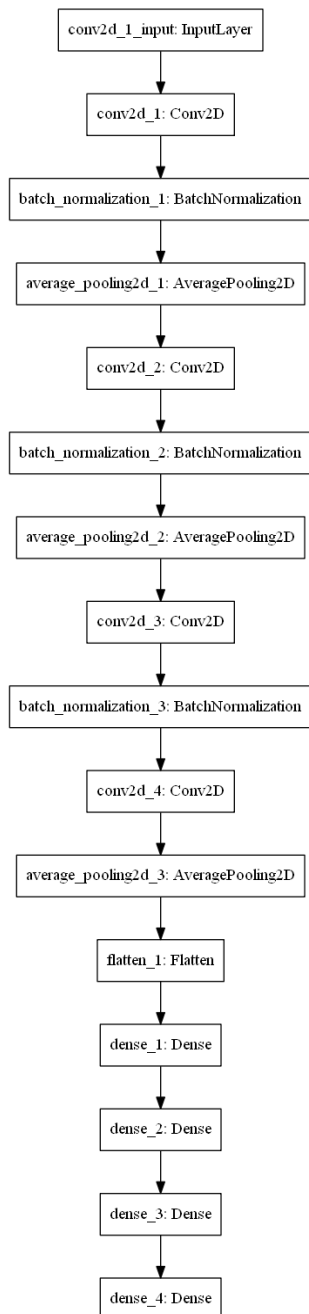 conv2d_1_input: InputLayer
conv2d_1: Conv2D
batch_normalization_1: BatchNormalization
average_pooling2d_1: AveragePooling2D
conv2d_2: Conv2D
batch_normalization_2: BatchNormalization
average_pooling2d_2: AveragePooling2D
conv2d_3: Conv2D
batch_normalization_3: BatchNormalization
conv2d_4: Conv2D
average_pooling2d_3: AveragePooling2D
flatten_1: Flatten
dense_1: Dense
dense_2: Dense
dense_3: Dense
dense_4: Dense